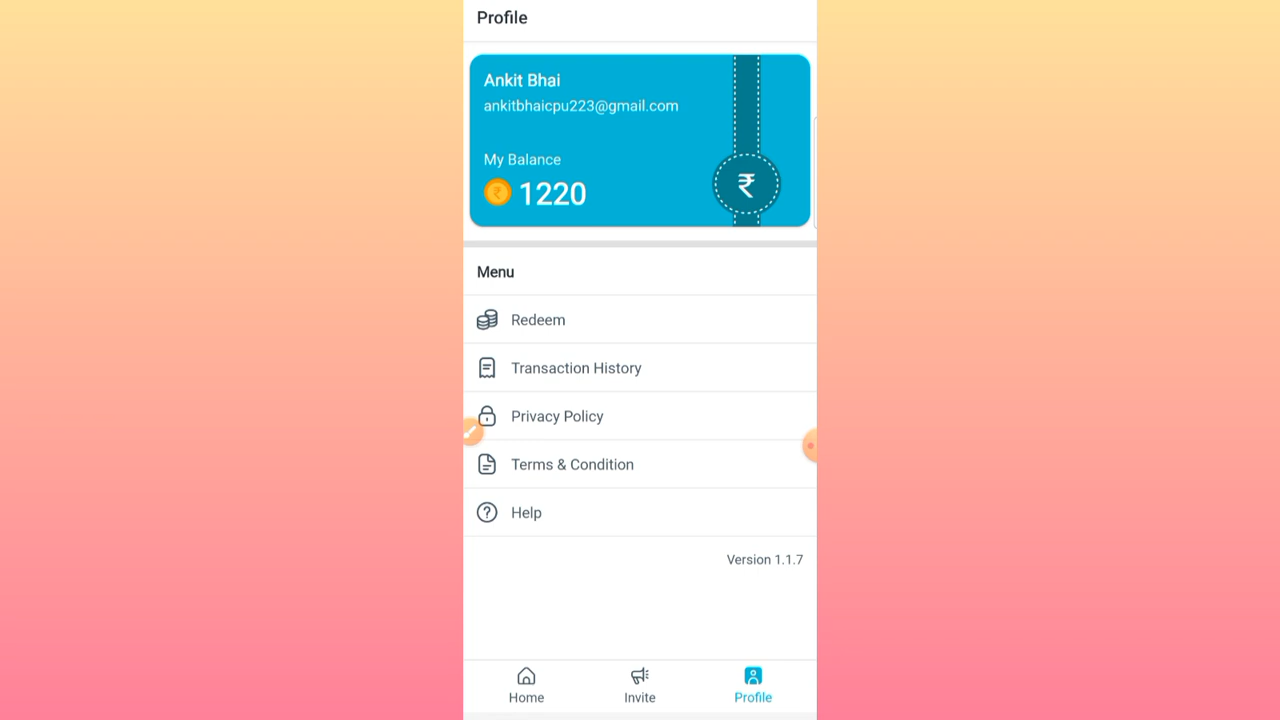 Profile
Ankit Bhai
ankitbhaicpu223@gmail.com
My Balance
1220
₹
Menu
Redeem
Transaction History
Privacy Policy
Terms & Condition
Help
Version 1.1.7
Home
Invite
Profile